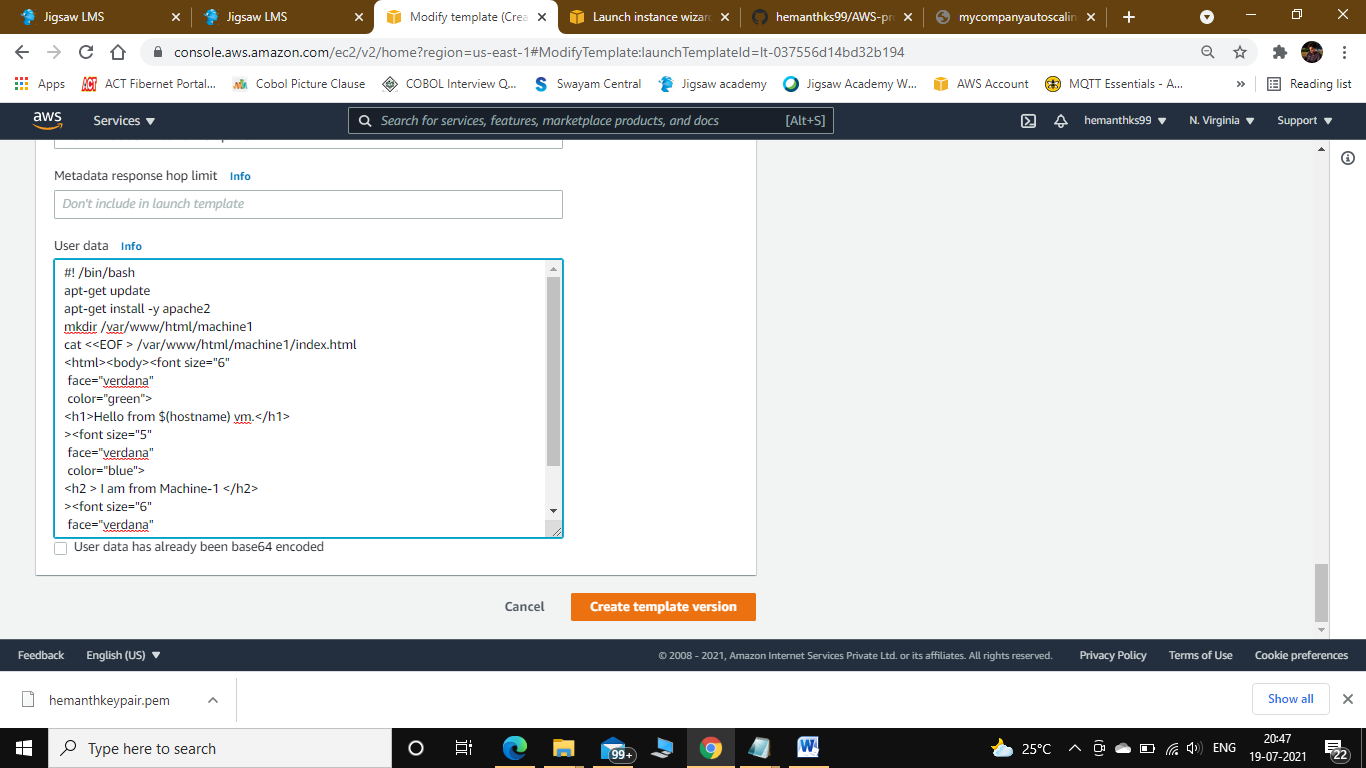 Jigsaw LMS
Jigsaw LMS
Modify template (Crea
Launch instance wizard
hemanthks99/AWS-pro
mycompanyautoscalin
console.aws.amazon.com/ec2/v2/home?region=us-east-1#ModifyTemplate:launchTemplateId=lt-037556d14bd32b194
Apps
ACT Fibernet Portal...
Cobol Picture Clause
COBOL Interview Q...
Swayam Central
Jigsaw academy
Jigsaw Academy W...
AWS Account
MQTT Essentials - A...
»
Reading list
aws
Services
Search for services, features, marketplace products, and docs
[Alt+S]
hemanthks99
N. Virginia
Support
Metadata response hop limit Info
Don't include in launch template
User data Info
#! /bin/bash
apt-get update
apt-get install -y apache2
mkdir /var/www/html/machine1
cat <<EOF > /var/www/html/machine1/index.html
<html><body><font size="6"
face="verdana"
color="green">
<h1>Hello from $(hostname) vm.</h1>
><font size="5"
face="verdana"
color="blue">
<h2 > I am from Machine-1 </h2>
><font size="6"
face="verdana"
User data has already been base64 encoded
Cancel
Create template version
Feedback
English (US)
© 2008 - 2021, Amazon Internet Services Private Ltd. or its affiliates. All rights reserved.
Privacy Policy
Terms of Use
Cookie preferences
hemanthkeypair.pem
Show all
Type here to search
99+
25°C
ENG
20:47
19-07-2021
22